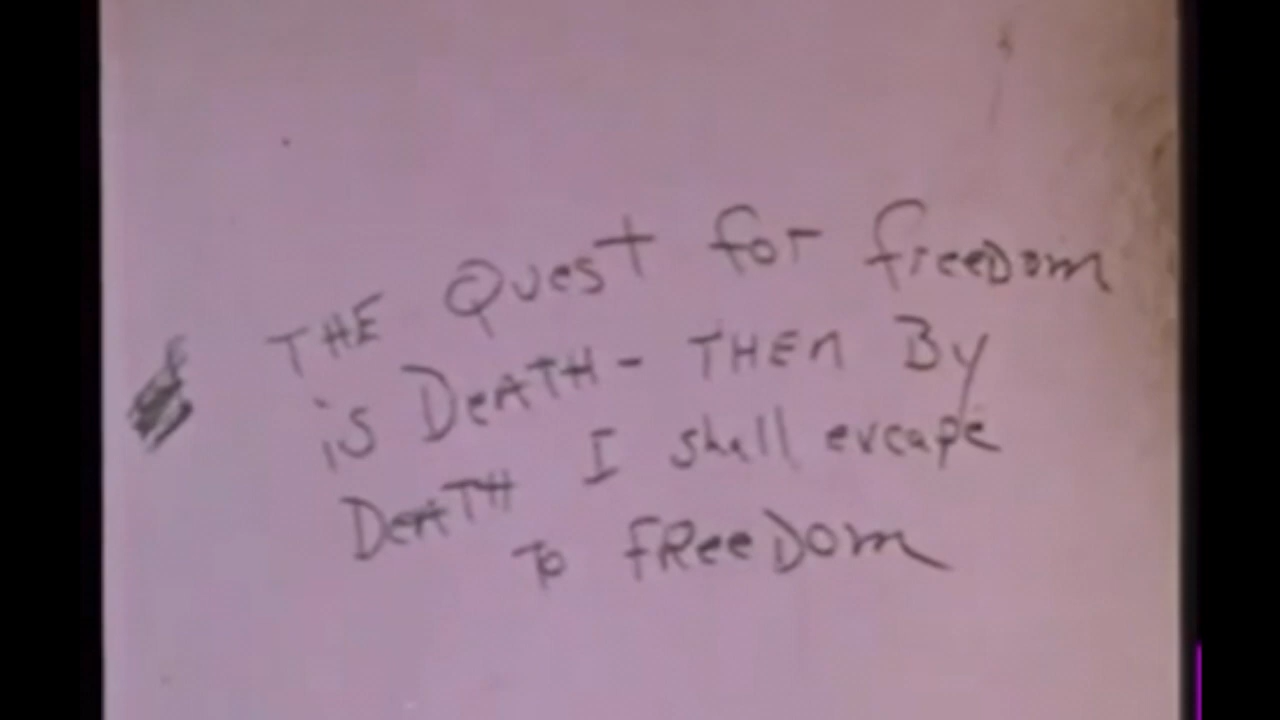 THE Quest for freeDom
is DeATH - THEn By
DeATH I shall escape
To FReeDom